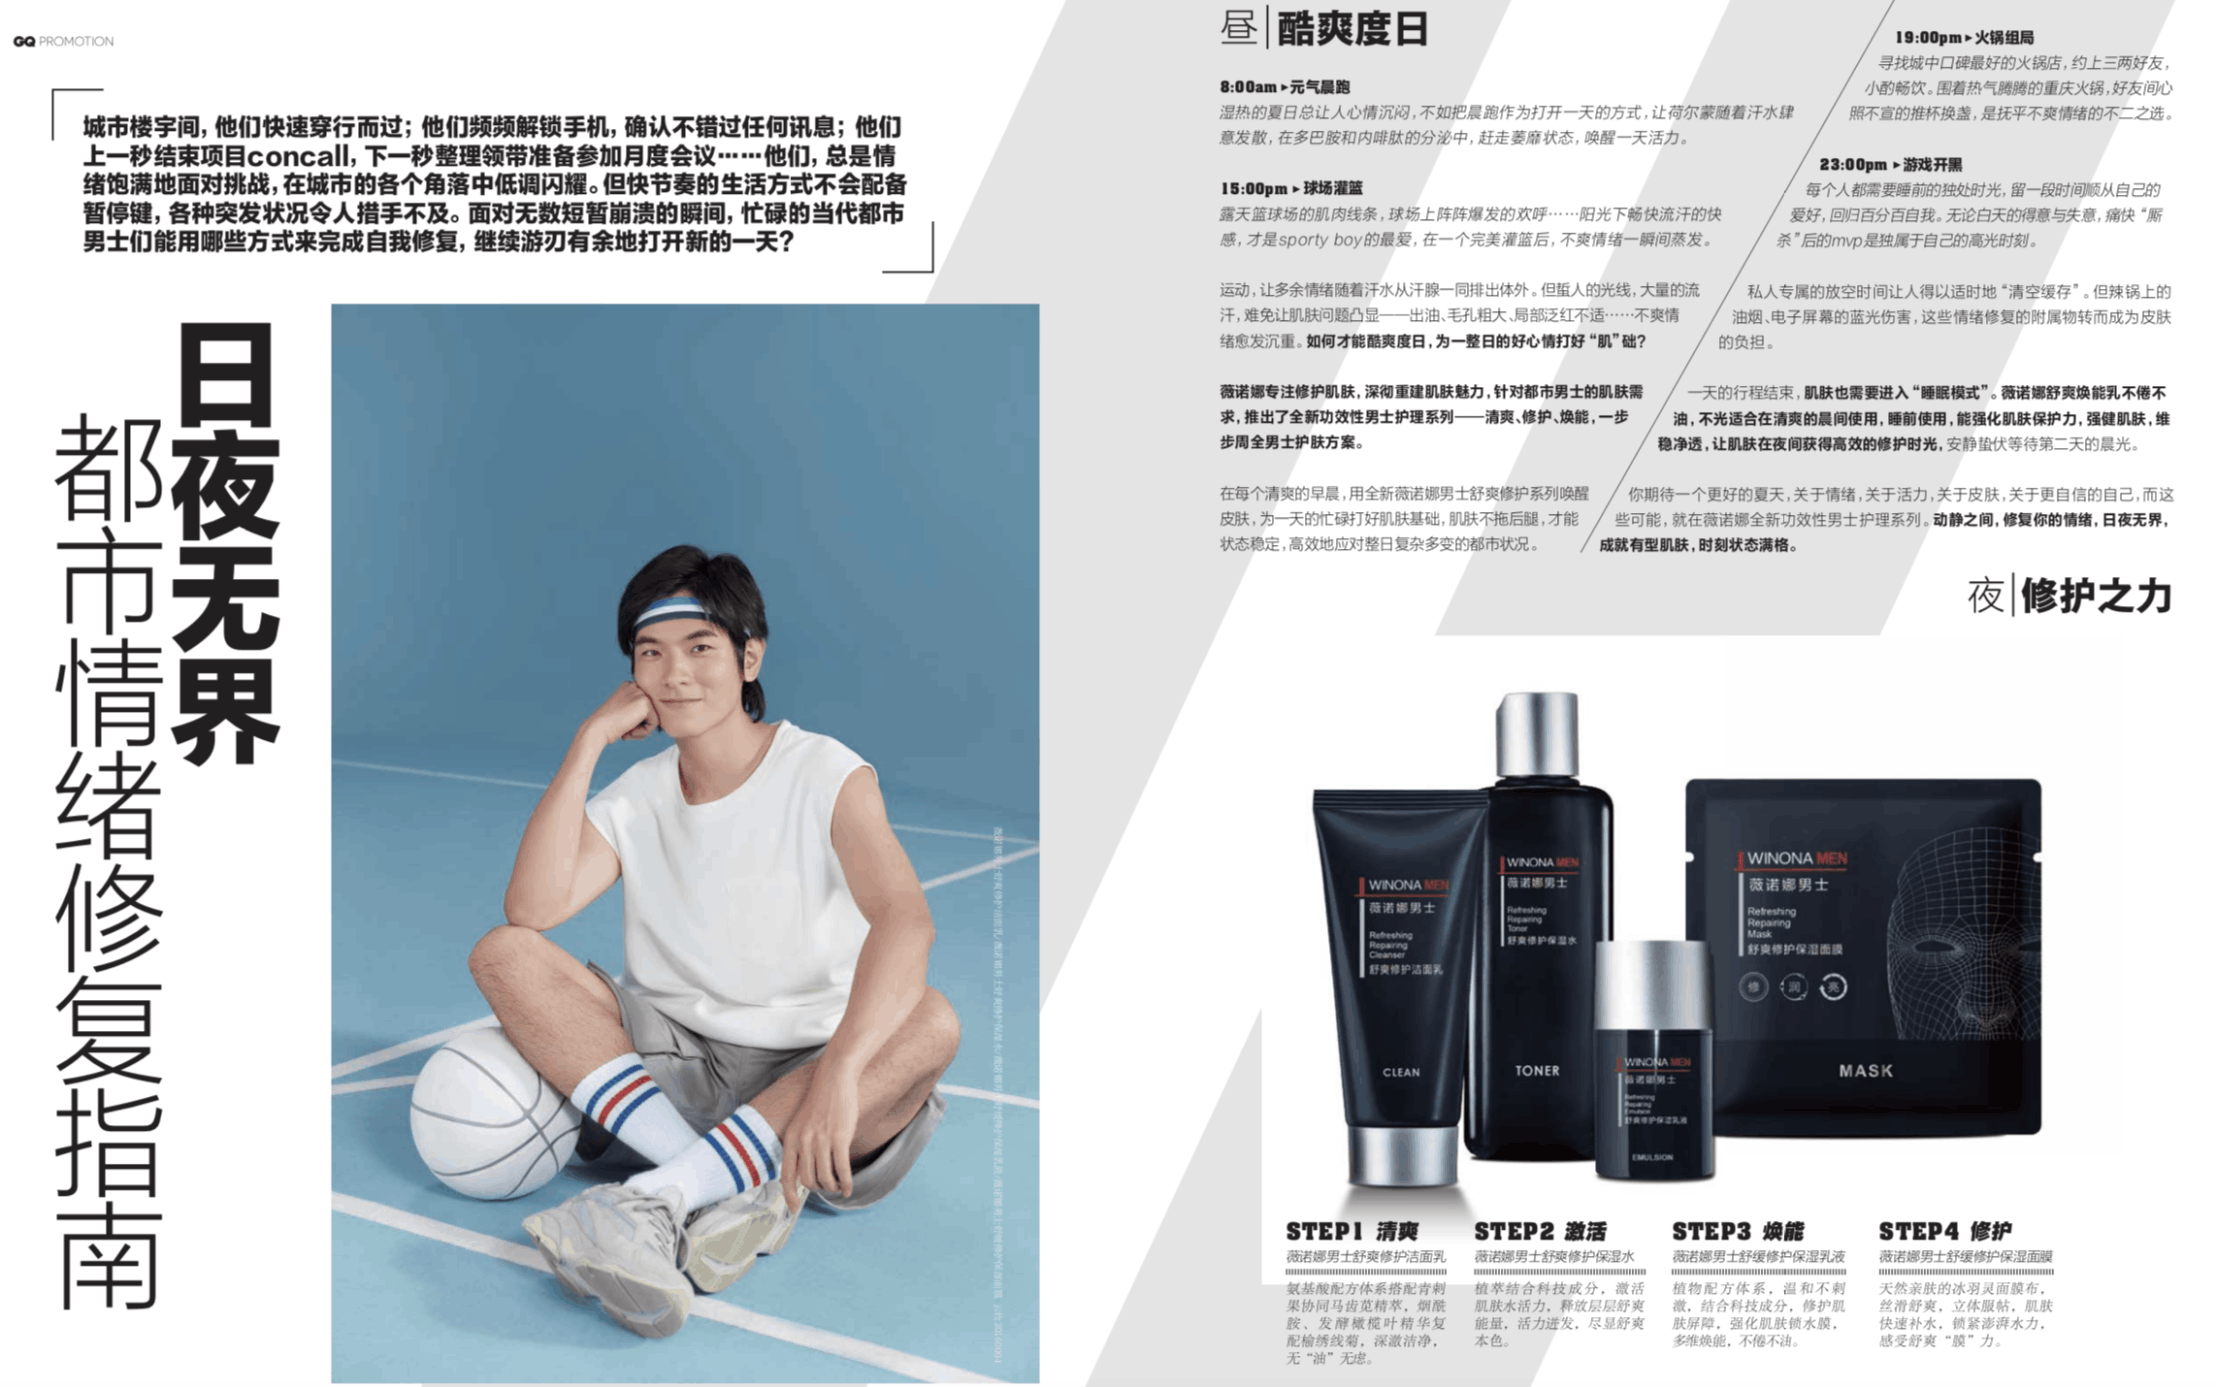 GQ PROMOTION
城市楼宇间，他们快速穿行而过；他们频频解锁手机，确认不错过任何讯息；他们
上一秒结束项目concall，下一秒整理领带准备参加月度会议……他们，总是情
绪饱满地面对挑战，在城市的各个角落中低调闪耀。但快节奏的生活方式不会配备
暂停键，各种突发状况令人措手不及。面对无数短暂崩溃的瞬间，忙碌的当代都市
男士们能用哪些方式来完成自我修复，继续游刃有余地打开新的一天？
日夜无界
都市情绪修复指南
昼|酷爽度日
8:00am▸元气晨跑
湿热的夏日总让人心情沉闷，不如把晨跑作为打开一天的方式，让荷尔蒙随着汗水肆
意发散，在多巴胺和内啡肽的分泌中，赶走萎靡状态，唤醒一天活力。
15:00pm▸球场灌篮
露天篮球场的肌肉线条，球场上阵阵爆发的欢呼……阳光下畅快流汗的快
感，才是sporty boy的最爱，在一个完美灌篮后，不爽情绪一瞬间蒸发。
运动，让多余情绪随着汗水从汗腺一同排出体外。但蜇人的光线，大量的流
汗，难免让肌肤问题凸显——出油、毛孔粗大、局部泛红不适……不爽情
绪愈发沉重。如何才能酷爽度日，为一整日的好心情打好“肌”础？
薇诺娜专注修护肌肤，深彻重建肌肤魅力，针对都市男士的肌肤需
求，推出了全新功效性男士护理系列——清爽、修护、焕能，一步
步周全男士护肤方案。
在每个清爽的早晨，用全新薇诺娜男士舒爽修护系列唤醒
皮肤，为一天的忙碌打好肌肤基础，肌肤不拖后腿，才能
状态稳定，高效地应对整日复杂多变的都市状况。
19:00pm▸火锅组局
寻找城中口碑最好的火锅店，约上三两好友，
小酌畅饮。围着热气腾腾的重庆火锅，好友间心
照不宣的推杯换盏，是抚平不爽情绪的不二之选。
23:00pm▸游戏开黑
每个人都需要睡前的独处时光，留一段时间顺从自己的
爱好，回归百分百自我。无论白天的得意与失意，痛快“厮
杀”后的mvp是独属于自己的高光时刻。
私人专属的放空时间让人得以适时地“清空缓存”。但辣锅上的
油烟、电子屏幕的蓝光伤害，这些情绪修复的附属物转而成为皮肤
的负担。
一天的行程结束，肌肤也需要进入“睡眠模式”。薇诺娜舒爽焕能乳不倦不
油，不光适合在清爽的晨间使用，睡前使用，能强化肌肤保护力，强健肌肤，维
稳净透，让肌肤在夜间获得高效的修护时光，安静蛰伏等待第二天的晨光。
你期待一个更好的夏天，关于情绪，关于活力，关于皮肤，关于更自信的自己，而这
些可能，就在薇诺娜全新功效性男士护理系列。动静之间，修复你的情绪，日夜无界，
成就有型肌肤，时刻状态满格。
夜|修护之力
WINONA MEN
薇诺娜男士
Refreshing
Repairing
Cleanser
舒爽修护洁面乳
CLEAN
WINONA MEN
薇诺娜男士
Refreshing
Repairing
Toner
舒爽修护保湿水
TONER
WINONA MEN
薇诺娜男士
Refreshing
Repairing
Emulsion
舒爽修护保湿乳液
EMULSION
WINONA MEN
薇诺娜男士
Refreshing
Repairing
Mask
舒爽修护保湿面膜
修 润 亮
MASK
STEP1 清爽
薇诺娜男士舒爽修护洁面乳
氨基酸配方体系搭配青刺
果协同马齿苋精萃，烟酰
胺、发酵橄榄叶精华复
配榆绣线菊，深澈洁净，
无“油”无虑。
STEP2 激活
薇诺娜男士舒爽修护保湿水
植萃结合科技成分，激活
肌肤水活力，释放层层舒爽
能量，活力迸发，尽显舒爽
本色。
STEP3 焕能
薇诺娜男士舒缓修护保湿乳液
植物配方体系，温和不刺
激，结合科技成分，修护肌
肤屏障，强化肌肤锁水膜，
多维焕能，不倦不油。
STEP4 修护
薇诺娜男士舒缓修护保湿面膜
天然亲肤的冰羽灵面膜布，
丝滑舒爽，立体服帖，肌肤
快速补水，锁紧澎湃水力，
感受舒爽“膜”力。